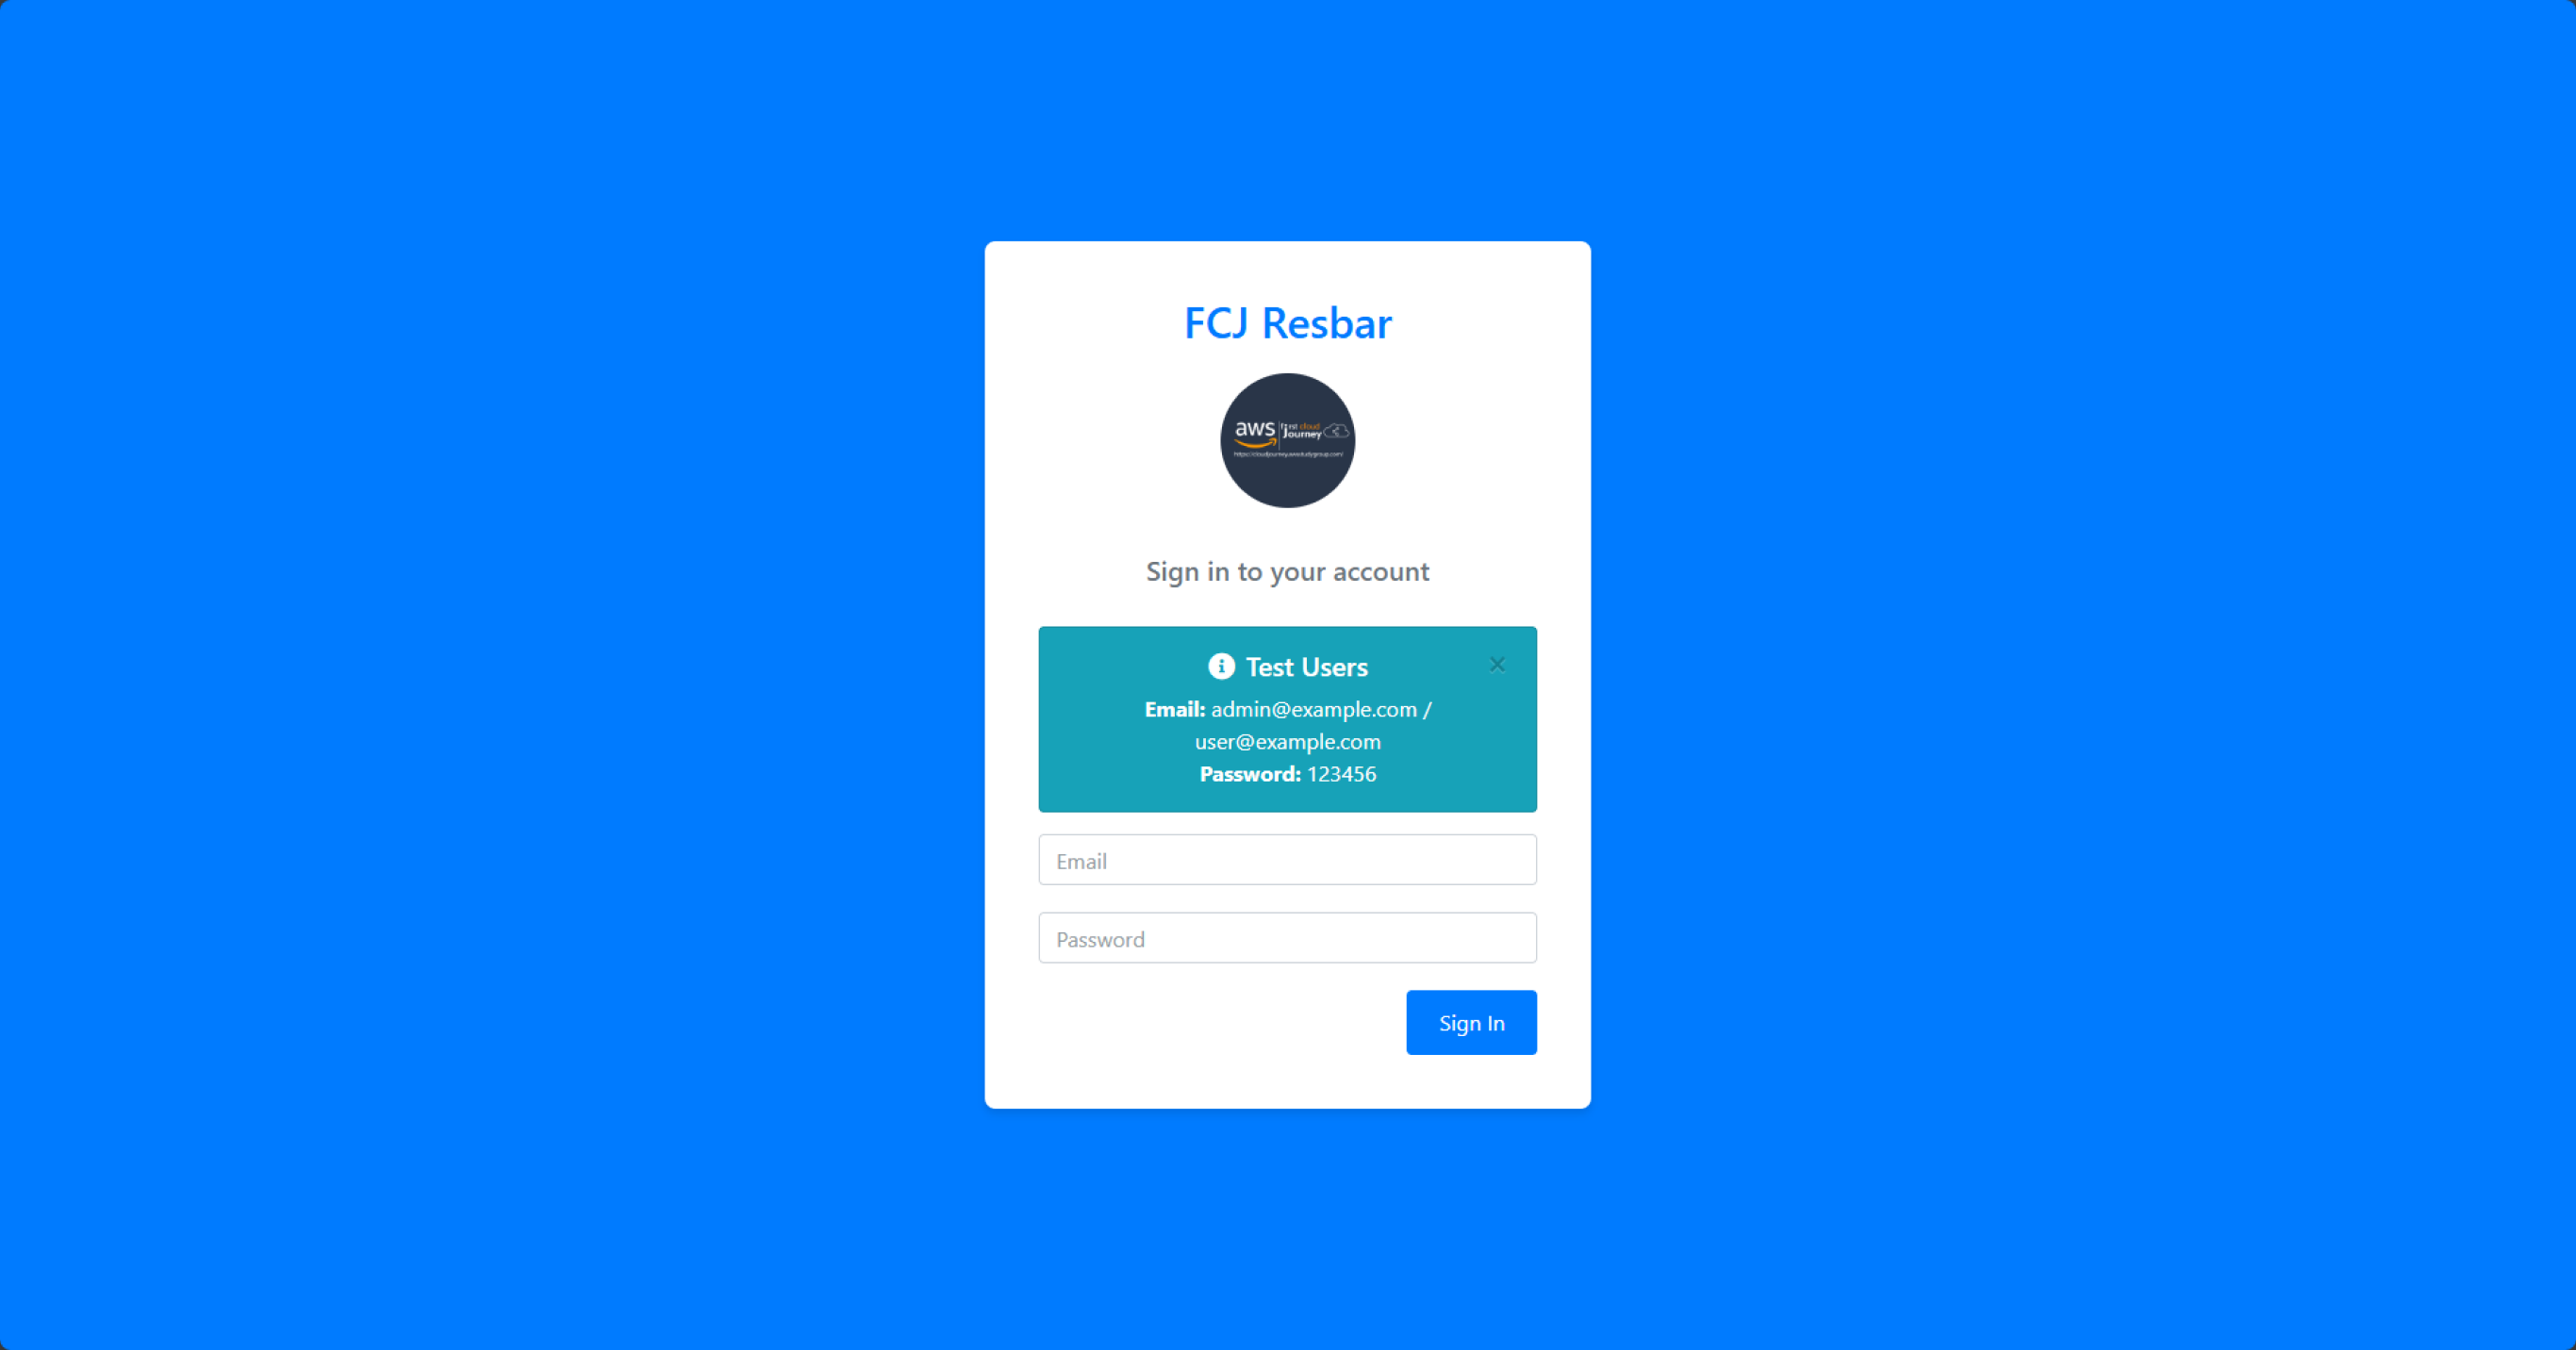 FCJ Resbar
aws
First cloud
Journey
https://cloudjourney.awsstudygroup.com/
Sign in to your account
Test Users
Email: admin@example.com /
user@example.com
Password: 123456
Email
Password
Sign In